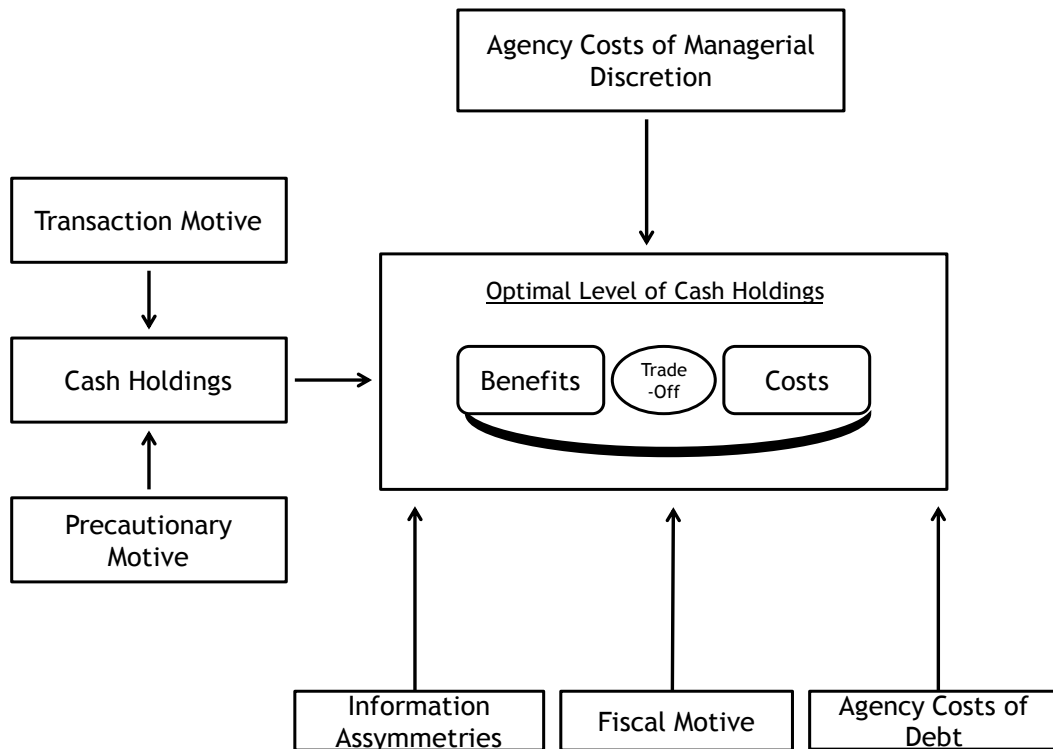 Agency Costs of Managerial
Discretion
Transaction Motive
Optimal Level of Cash Holdings
Cash Holdings
Benefits
Trade
-Off
Costs
Precautionary
Motive
Information
Assymmetries
Fiscal Motive
Agency Costs of
Debt